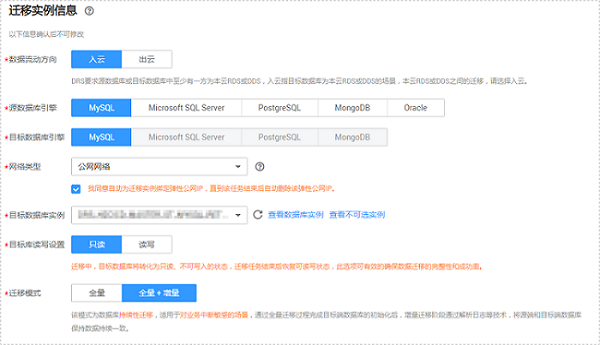 迁移实例信息
以下信息确认后不可修改
*数据流动方向 入云 出云
DRS要求源数据库或目标数据库中至少有一方为本云RDS或DDS的场景，入云指目标数据库为本云RDS或DDS的场景，本云RDS或DDS之间的迁移，请选择入云。
*源数据库引擎 MySQL Microsoft SQL Server PostgreSQL MongoDB Oracle
*目标数据库引擎 MySQL Microsoft SQL Server PostgreSQL MongoDB
*网络类型 公网网络
我同意自动为迁移实例绑定弹性公网IP，直到该任务结束后自动删除该弹性公网IP。
*目标数据库实例 查看数据库实例 查看不可选实例
*目标库读写设置 只读 读写
迁移中，目标数据库将转化为只读、不可写入的状态，迁移任务结束后恢复可读写状态，此选项可有效的确保数据迁移的完整性和成功率。
*迁移模式 全量 全量+增量
该模式为数据库持续性迁移，适用于对业务中断敏感的场景，通过全量迁移过程完成目标端数据库的初始化后，增量迁移阶段通过解析日志等技术，将源端和目标端数据库
保持数据持续一致。